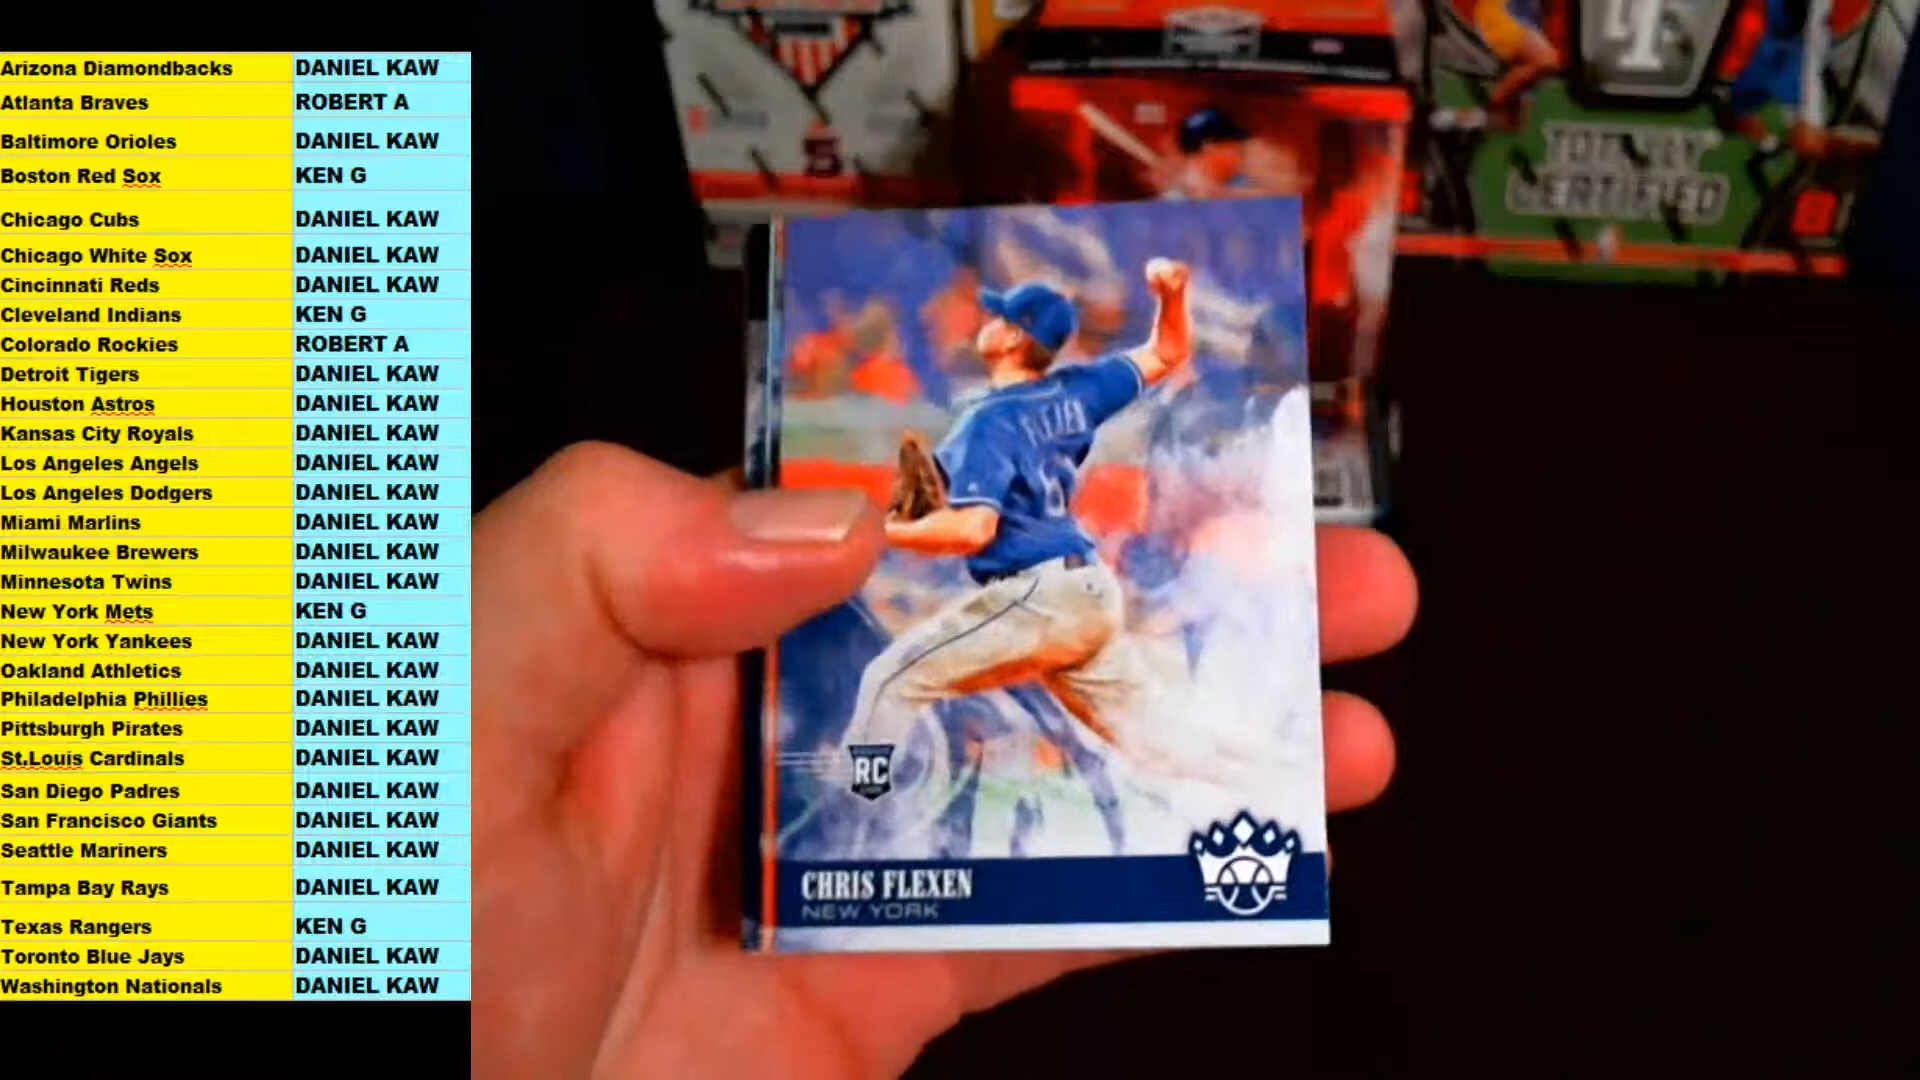 Arizona Diamondbacks DANIEL KAW
Atlanta Braves ROBERT A
Baltimore Orioles DANIEL KAW
Boston Red Sox KEN G
Chicago Cubs DANIEL KAW
Chicago White Sox DANIEL KAW
Cincinnati Reds DANIEL KAW
Cleveland Indians KEN G
Colorado Rockies ROBERT A
Detroit Tigers DANIEL KAW
Houston Astros DANIEL KAW
Kansas City Royals DANIEL KAW
Los Angeles Angels DANIEL KAW
Los Angeles Dodgers DANIEL KAW
Miami Marlins DANIEL KAW
Milwaukee Brewers DANIEL KAW
Minnesota Twins DANIEL KAW
New York Mets KEN G
New York Yankees DANIEL KAW
Oakland Athletics DANIEL KAW
Philadelphia Phillies DANIEL KAW
Pittsburgh Pirates DANIEL KAW
St.Louis Cardinals DANIEL KAW
San Diego Padres DANIEL KAW
San Francisco Giants DANIEL KAW
Seattle Mariners DANIEL KAW
Tampa Bay Rays DANIEL KAW
Texas Rangers KEN G
Toronto Blue Jays DANIEL KAW
Washington Nationals DANIEL KAW
TOTALLY
CERTIFIED
8
5
FLEXEN
RC
CHRIS FLEXEN
NEW YORK